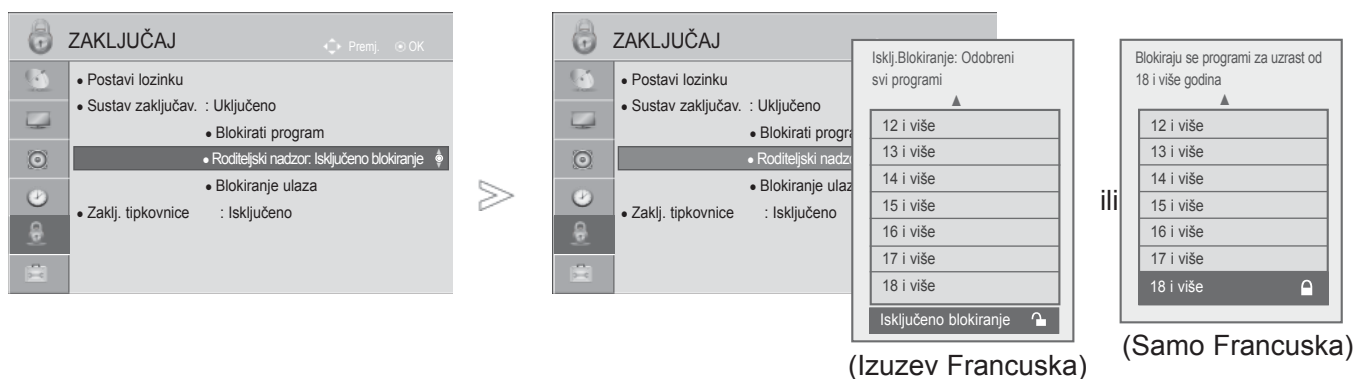 ZAKLJUČAJ
Premj. OK
• Postavi lozinku
• Sustav zaključav. : Uključeno
• Blokirati program
• Roditeljski nadzor: Isključeno blokiranje
• Blokiranje ulaza
• Zaklj. tipkovnice : Isključeno
ZAKLJUČAJ
• Postavi lozinku
• Sustav zaključav. : Uključeno
• Blokirati progra
• Roditeljski nadzo
• Blokiranje ulaz
• Zaklj. tipkovnice : Isključeno
Isklj.Blokiranje: Odobreni
svi programi
12 i više
13 i više
14 i više
15 i više
16 i više
17 i više
18 i više
Isključeno blokiranje
(Izuzev Francuska)
ili
Blokiraju se programi za uzrast od
18 i više godina
12 i više
13 i više
14 i više
15 i više
16 i više
17 i više
18 i više
(Samo Francuska)